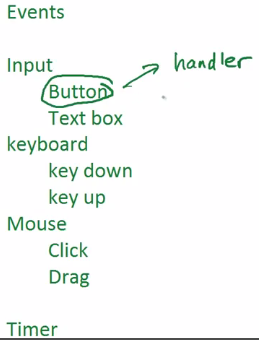 Events
Input
Button
handler
Text box
keyboard
key down
key up
Mouse
Click
Drag
Timer